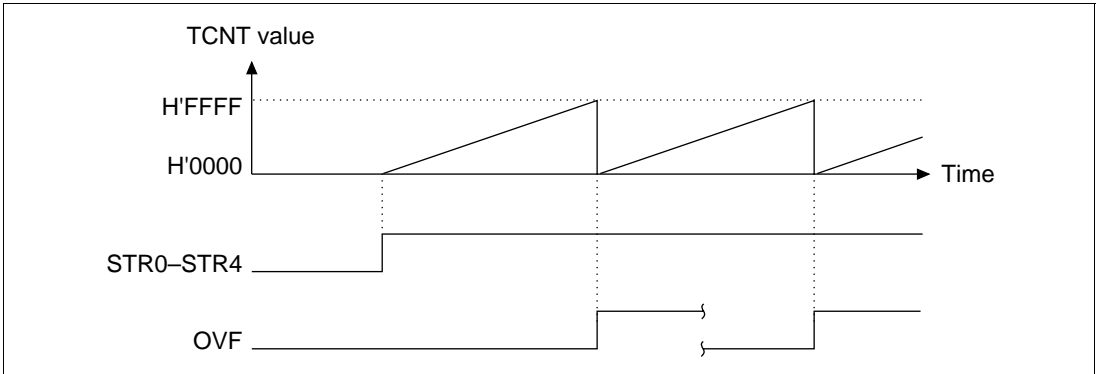 TCNT value
H'FFFF
H'0000
Time
STR0–STR4
OVF